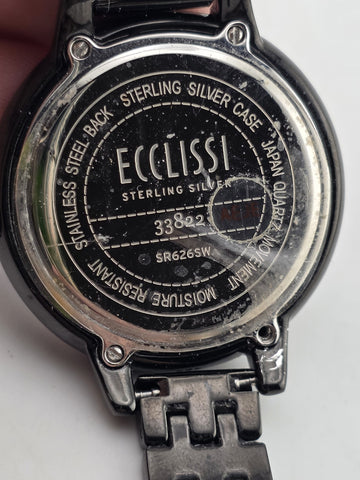 STAINLESS STEEL BACK · STERLING SILVER CASE · JAPAN QUARTZ MOVEMENT · MOISTURE RESISTANT
ECCLISSI
STERLING SILVER
33822
SR626SW